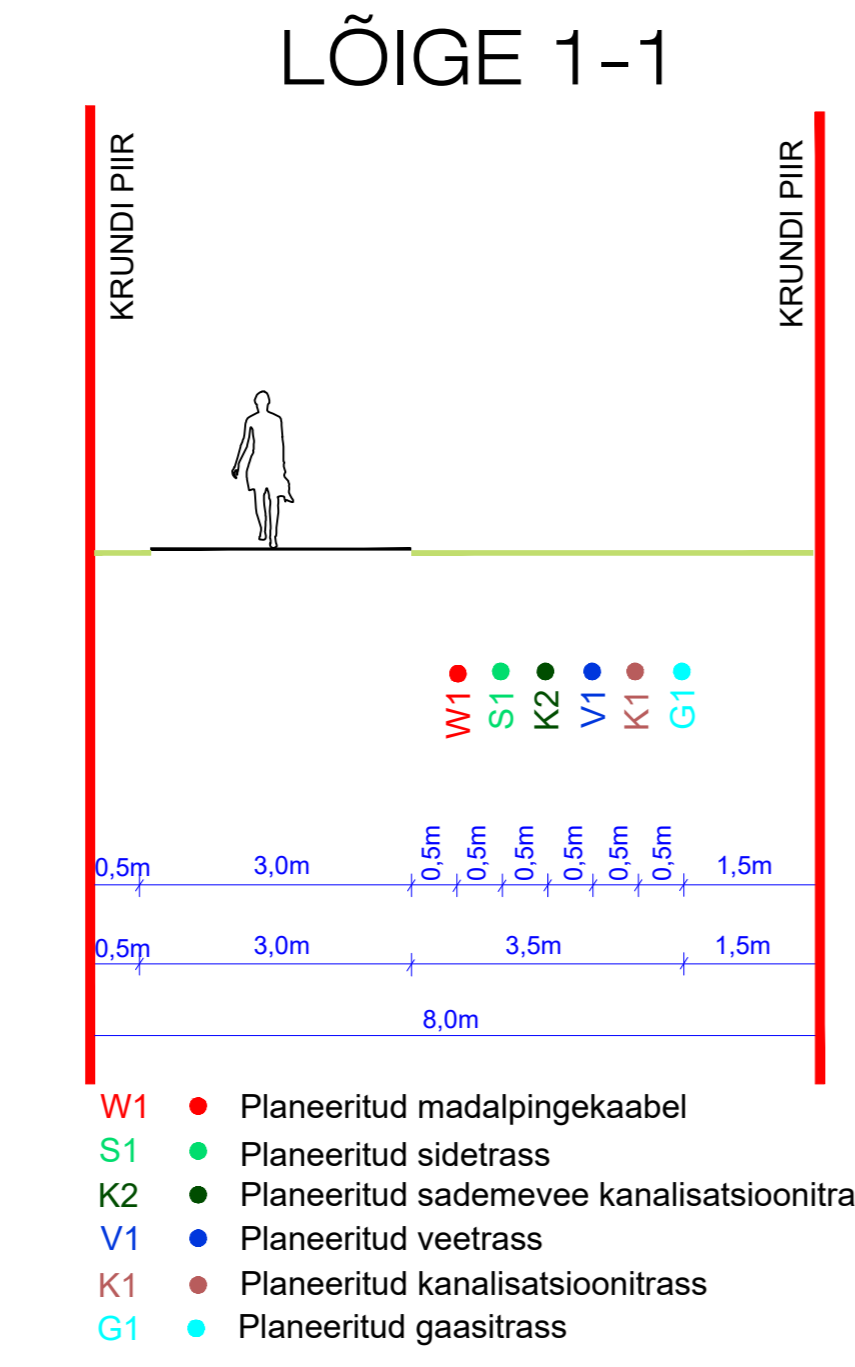 LÕIGE 1-1
KRUNDI PIIR
KRUNDI PIIR
W1
S1
K2
V1
K1
G1
0,5m
3,0m
0,5m
0,5m
0,5m
0,5m
0,5m
0,5m
1,5m
0,5m
3,0m
3,5m
1,5m
8,0m
W1 Planeeritud madalpingekaabel
S1 Planeeritud sidetrass
K2 Planeeritud sademevee kanalisatsioonitra
V1 Planeeritud veetrass
K1 Planeeritud kanalisatsioonitrass
G1 Planeeritud gaasitrass